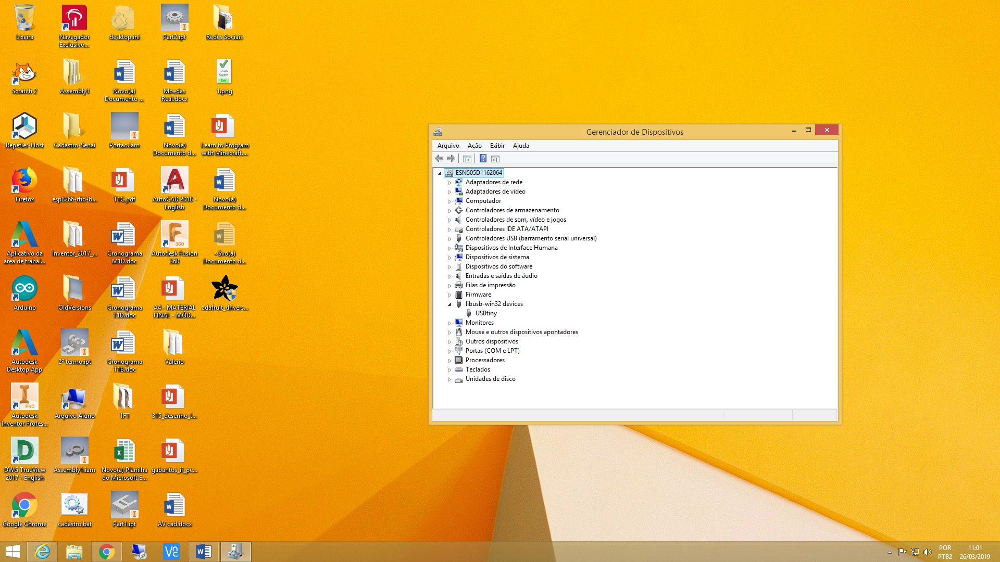 Lixeira
Navegador
Exclusivo...
desktop.ini
Part2.ipt
Redes Sociais
Scratch 2
Assembly1
Novo(a)
Documento ...
Moedas
Real.docx
Finish
Sketch
Exit
1.png
Repetier-Host
Cadastro-Senai
Portao.iam
Novo(a)
Documento d...
Learn to Program
with Minecraft....
Firefox
esp8266-rfid-b...
T1C.pdf
AutoCAD 2018 -
English
Novo(a)
Documento d...
Aplicativo da
área de trabal...
Inventor_2017_...
Cronograma
M1D.doc
360
Autodesk Fusion
360
~$vo(a)
Documento d...
Arduino
OldVersions
Cronograma
T1D.doc
A4 - MATERIAL
FINAL - MÓD...
adafruit_drivers...
Autodesk
Desktop App
2º termo.ipt
Cronograma
T1B.doc
Valerio
PRO
Autodesk
Inventor Profes...
Arquivo Aluno
1FT
315_desenho_t...
DWG TrueView
2017 - English
Assembly1.iam
Novo(a) Planilha
do Microsoft E...
gabaritos_if_pe...
Google Chrome
cadastro.bat
Part1.ipt
AV cad.docx
Gerenciador de Dispositivos
Arquivo Ação Exibir Ajuda
ESN505D1162064
Adaptadores de rede
Adaptadores de vídeo
Computador
Controladores de armazenamento
Controladores de som, vídeo e jogos
Controladores IDE ATA/ATAPI
Controladores USB (barramento serial universal)
Dispositivos de Interface Humana
Dispositivos de sistema
Dispositivos do software
Entradas e saídas de áudio
Filas de impressão
Firmware
libusb-win32 devices
USBtiny
Monitores
Mouse e outros dispositivos apontadores
Outros dispositivos
Portas (COM e LPT)
Processadores
Teclados
Unidades de disco
POR
PTB2
11:01
26/03/2019